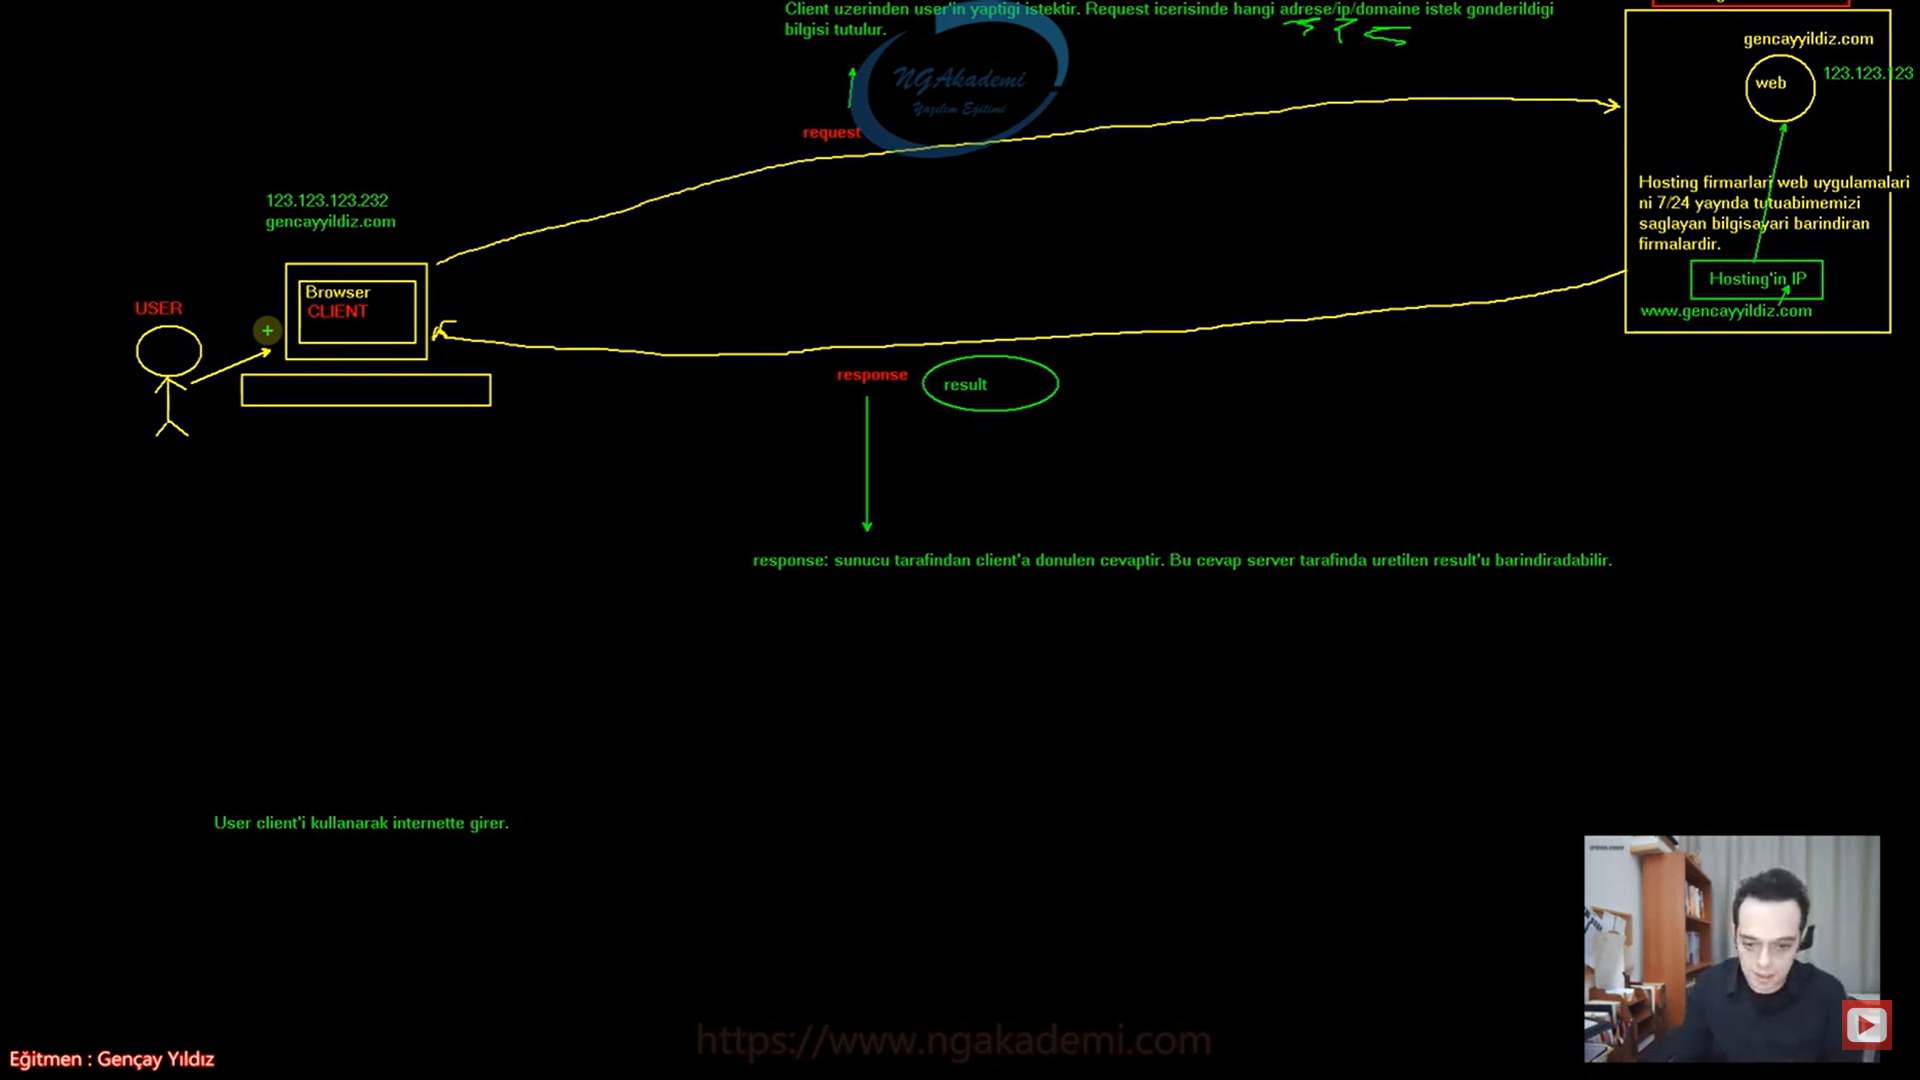 Client uzerinden user'in yaptigi istektir. Request icerisinde hangi adrese/ip/domaine istek gonderildigi
bilgisi tutulur.
NGAkademi
Yazılım Eğitimi
request
gencayyildiz.com
web
123.123.123
Hosting firmarlari web uygulamalari
ni 7/24 yaynda tutuabimemizi
saglayan bilgisayari barindiran
firmalardir.
Hosting'in IP
www.gencayyildiz.com
123.123.123.232
gencayyildiz.com
USER
Browser
CLIENT
response
result
response: sunucu tarafindan client'a donulen cevaptir. Bu cevap server tarafinda uretilen result'u barindiradabilir.
User client'i kullanarak internette girer.
https://www.ngakademi.com
Eğitmen : Gençay Yıldız